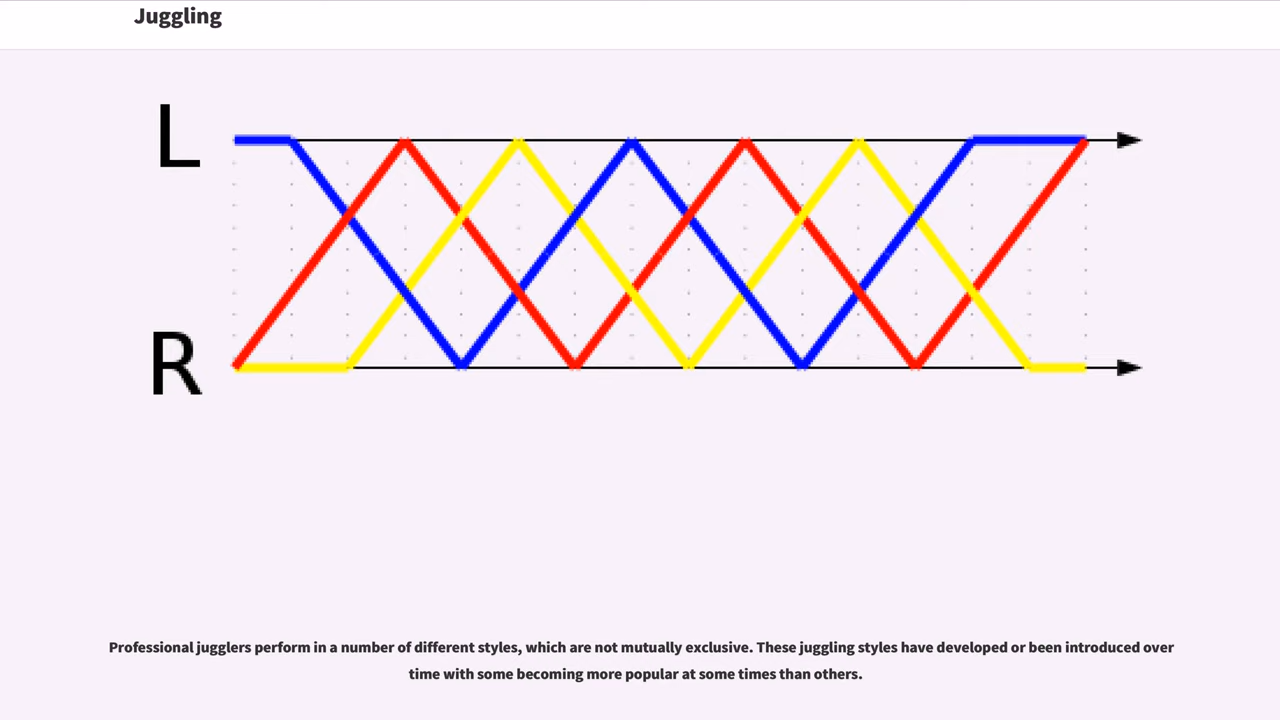 Juggling
L
R
Professional jugglers perform in a number of different styles, which are not mutually exclusive. These juggling styles have developed or been introduced over
time with some becoming more popular at some times than others.